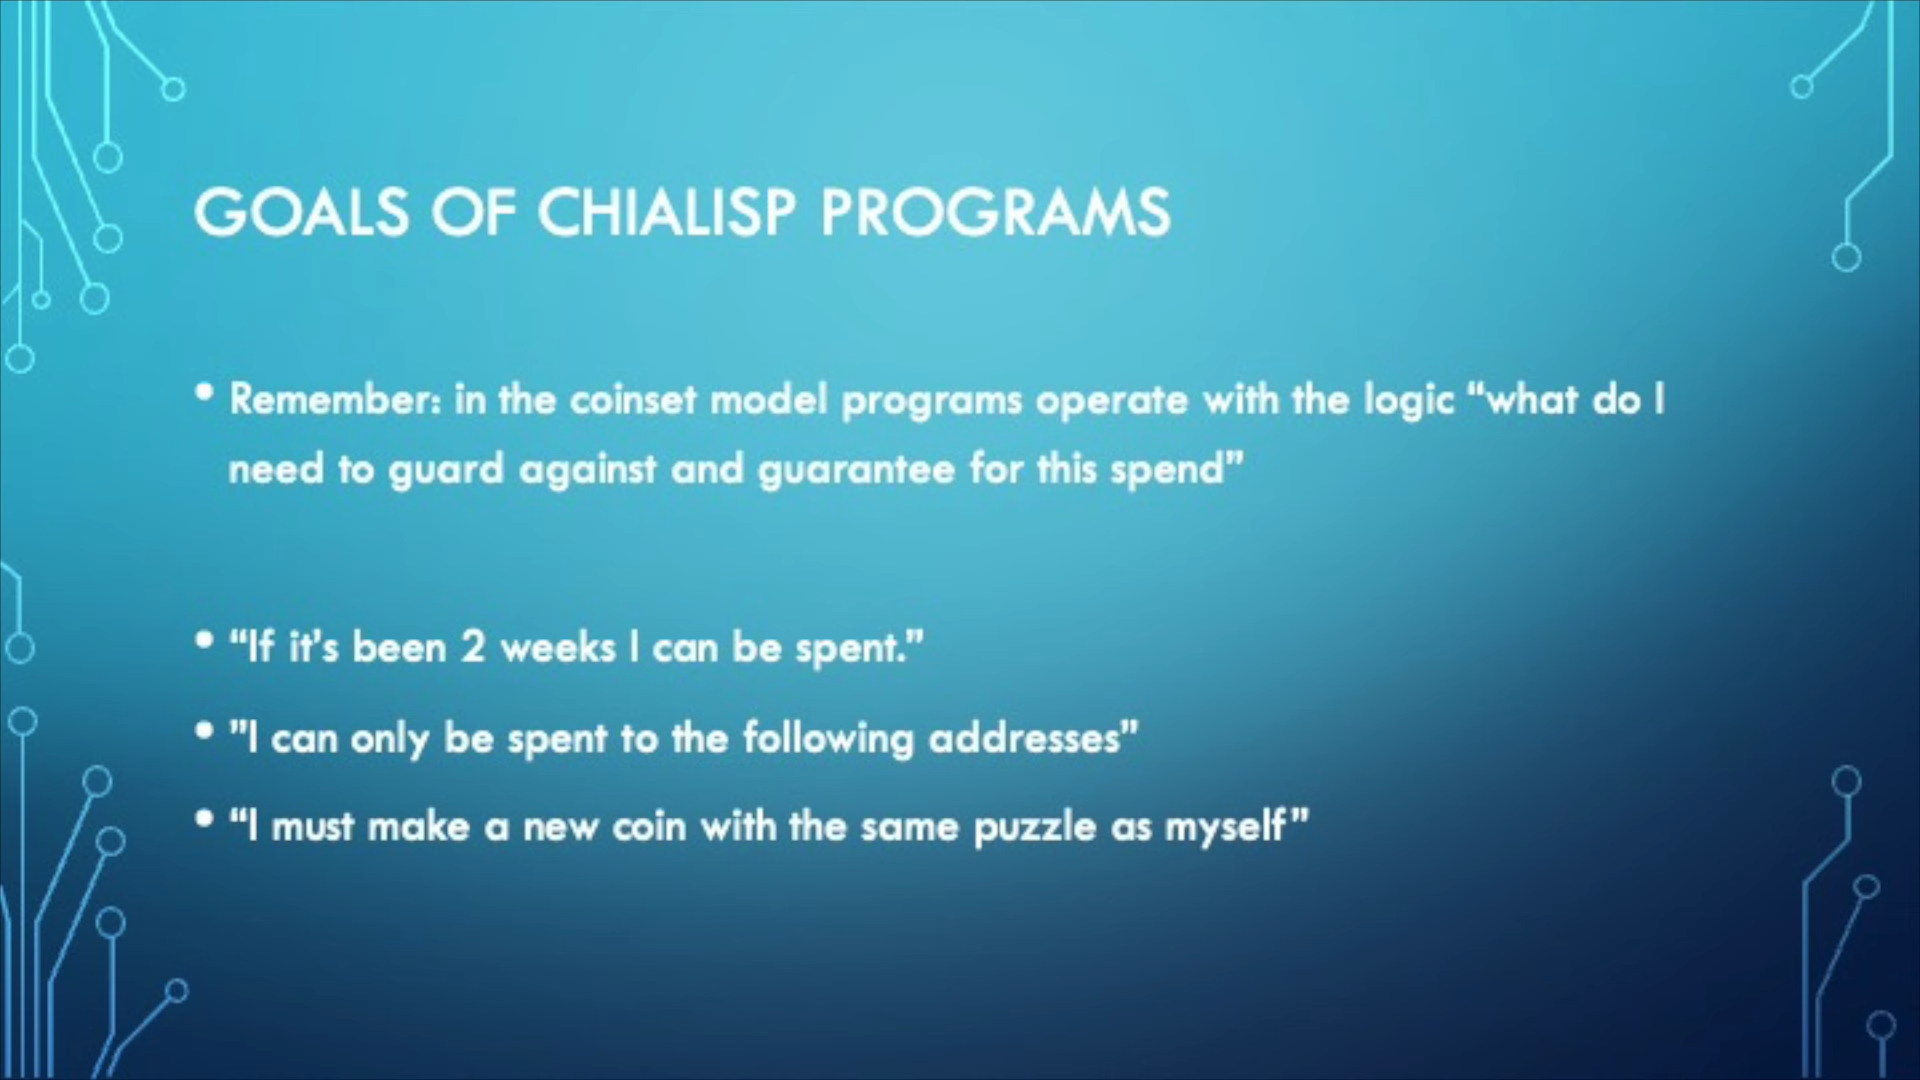 GOALS OF CHIALISP PROGRAMS
• Remember: in the coinset model programs operate with the logic “what do I
need to guard against and guarantee for this spend”
• “If it’s been 2 weeks I can be spent.”
• ”I can only be spent to the following addresses”
• “I must make a new coin with the same puzzle as myself”